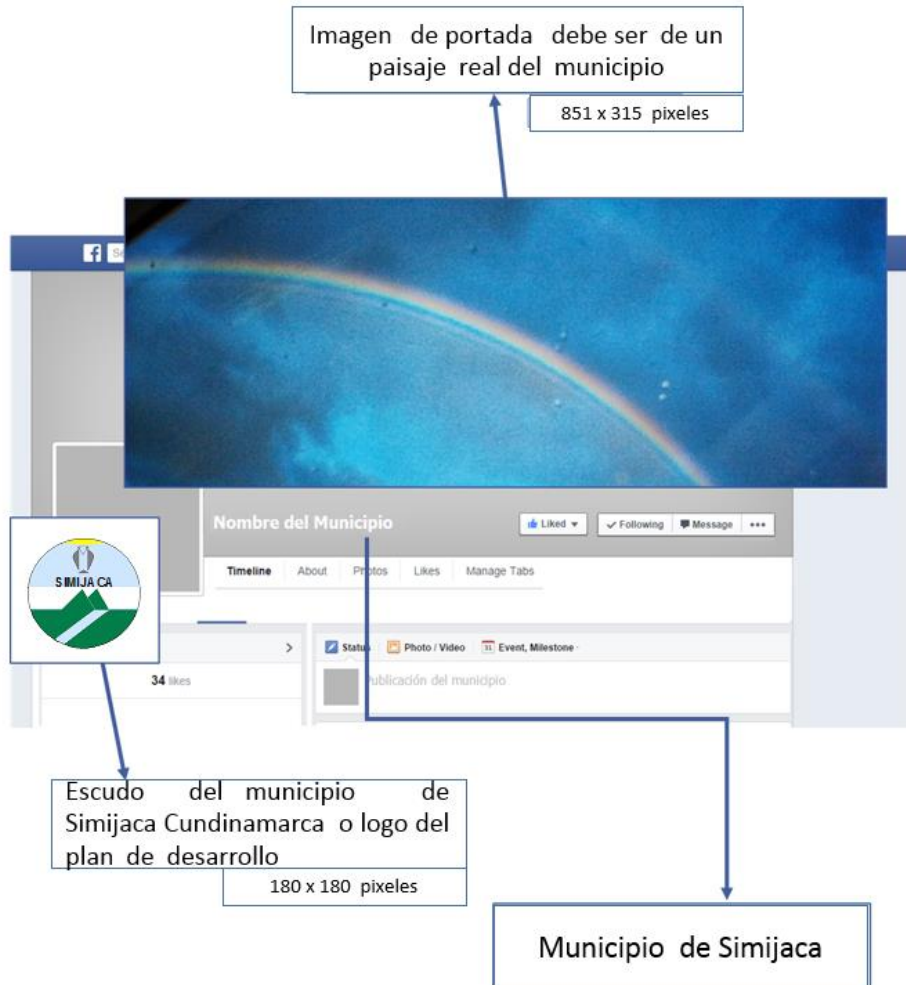 Imagen de portada debe ser de un
paisaje real del municipio
851 x 315 pixeles
Nombre del Municipio
Liked
Following
Message
Timeline About Photos Likes Manage Tabs
SIMIJACA
Status Photo / Video 31 Event, Milestone
34 likes
Publicación del municipio
Escudo del municipio de
Simijaca Cundinamarca o logo del
plan de desarrollo
180 x 180 pixeles
Municipio de Simijaca